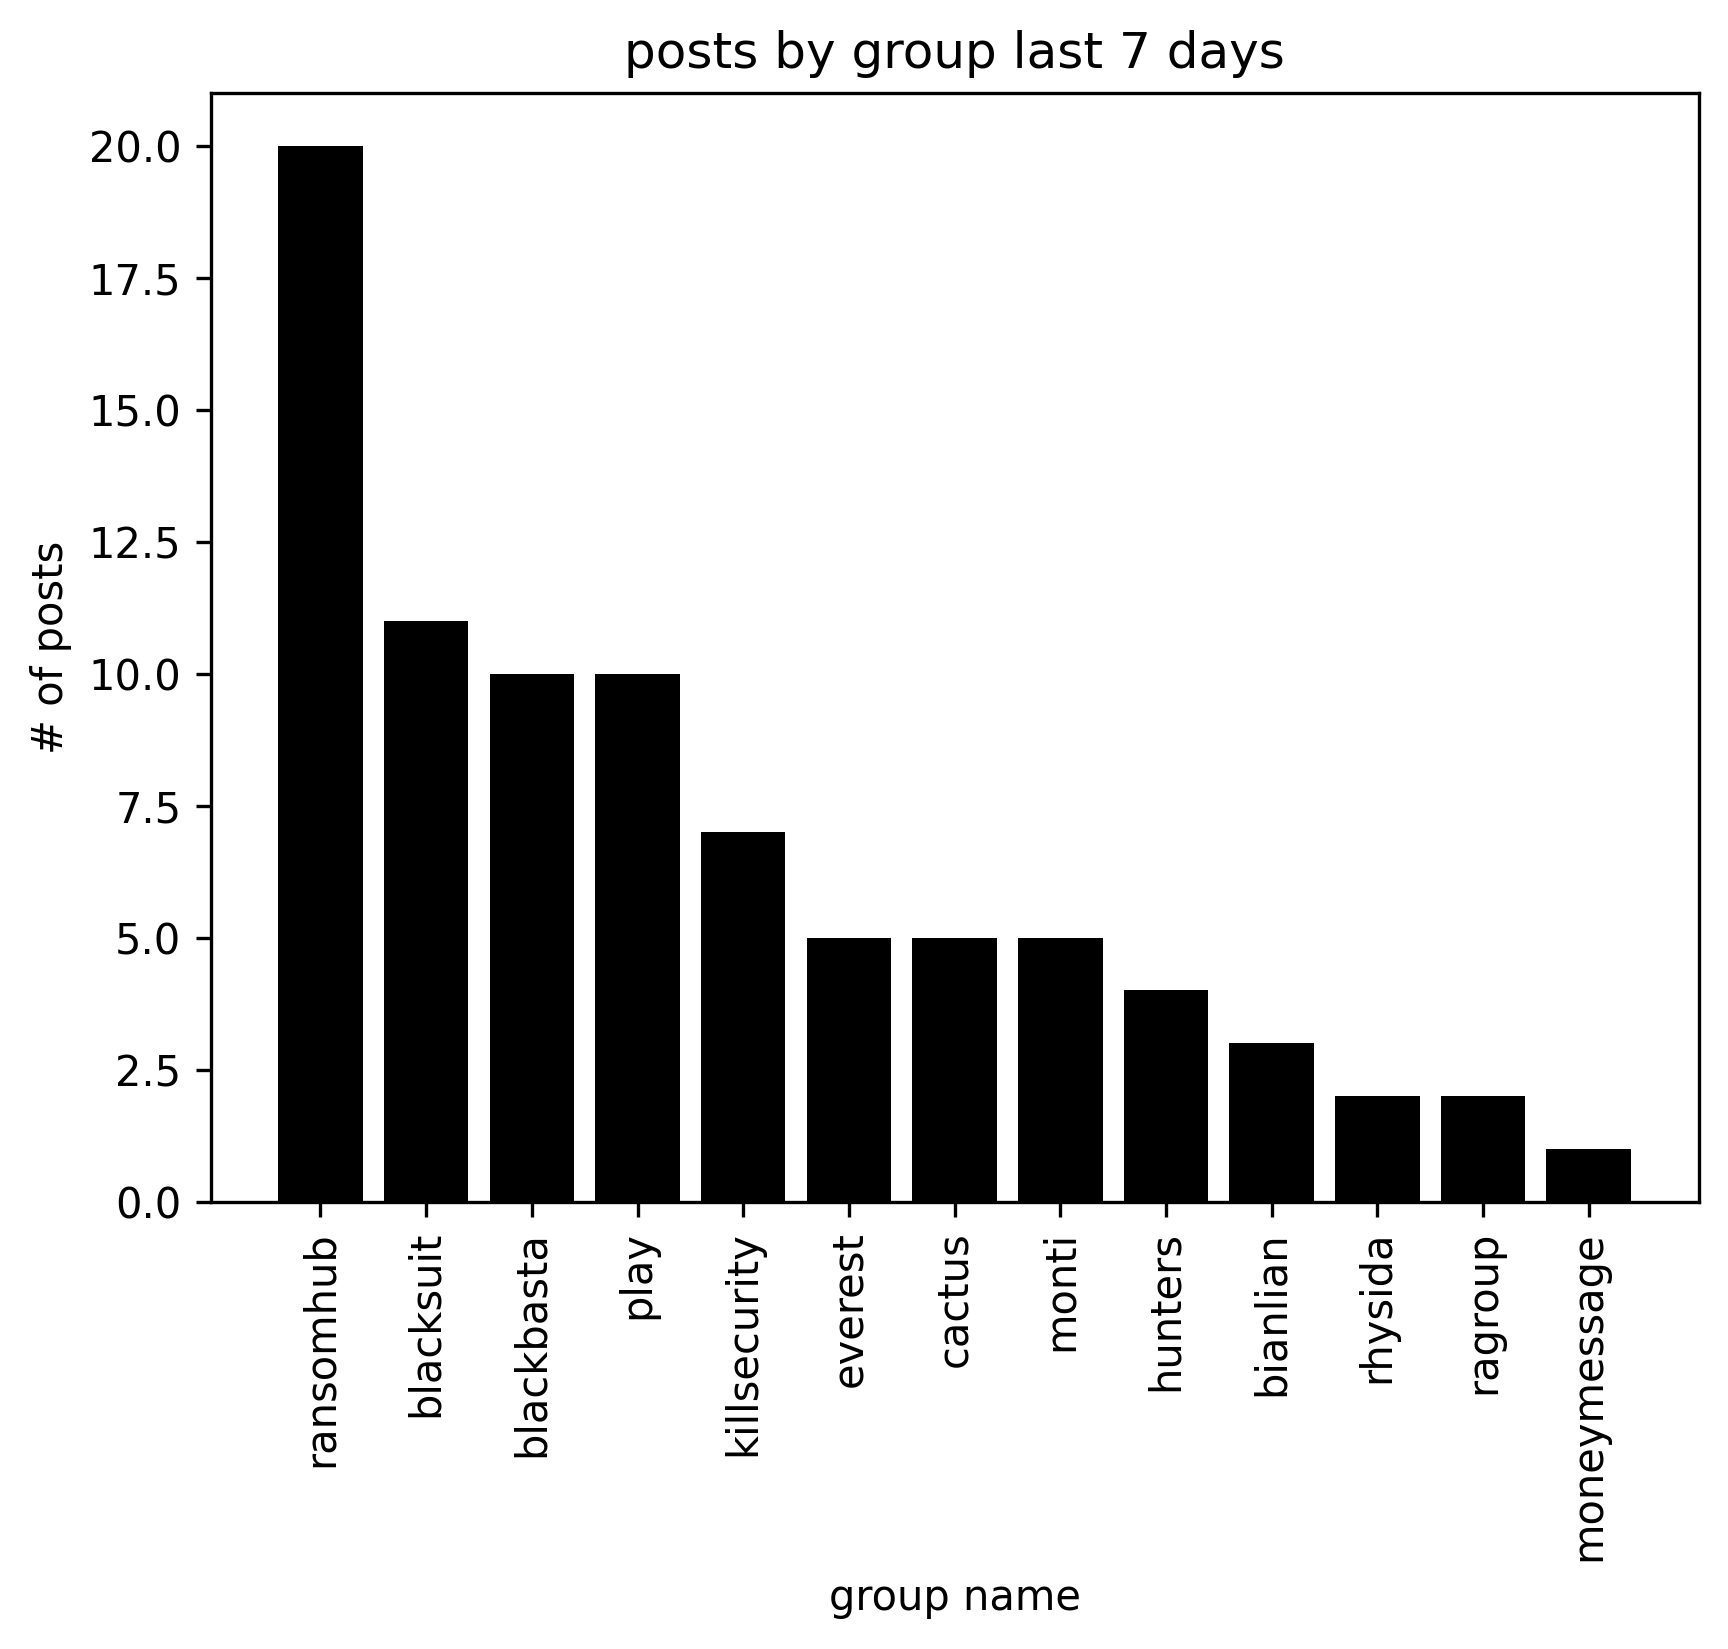 posts by group last 7 days
# of posts
20.0
17.5
15.0
12.5
10.0
7.5
5.0
2.5
0.0
ransomhub
blacksuit
blackbasta
play
killsecurity
everest
cactus
monti
hunters
bianlian
rhysida
ragroup
moneymessage
group name